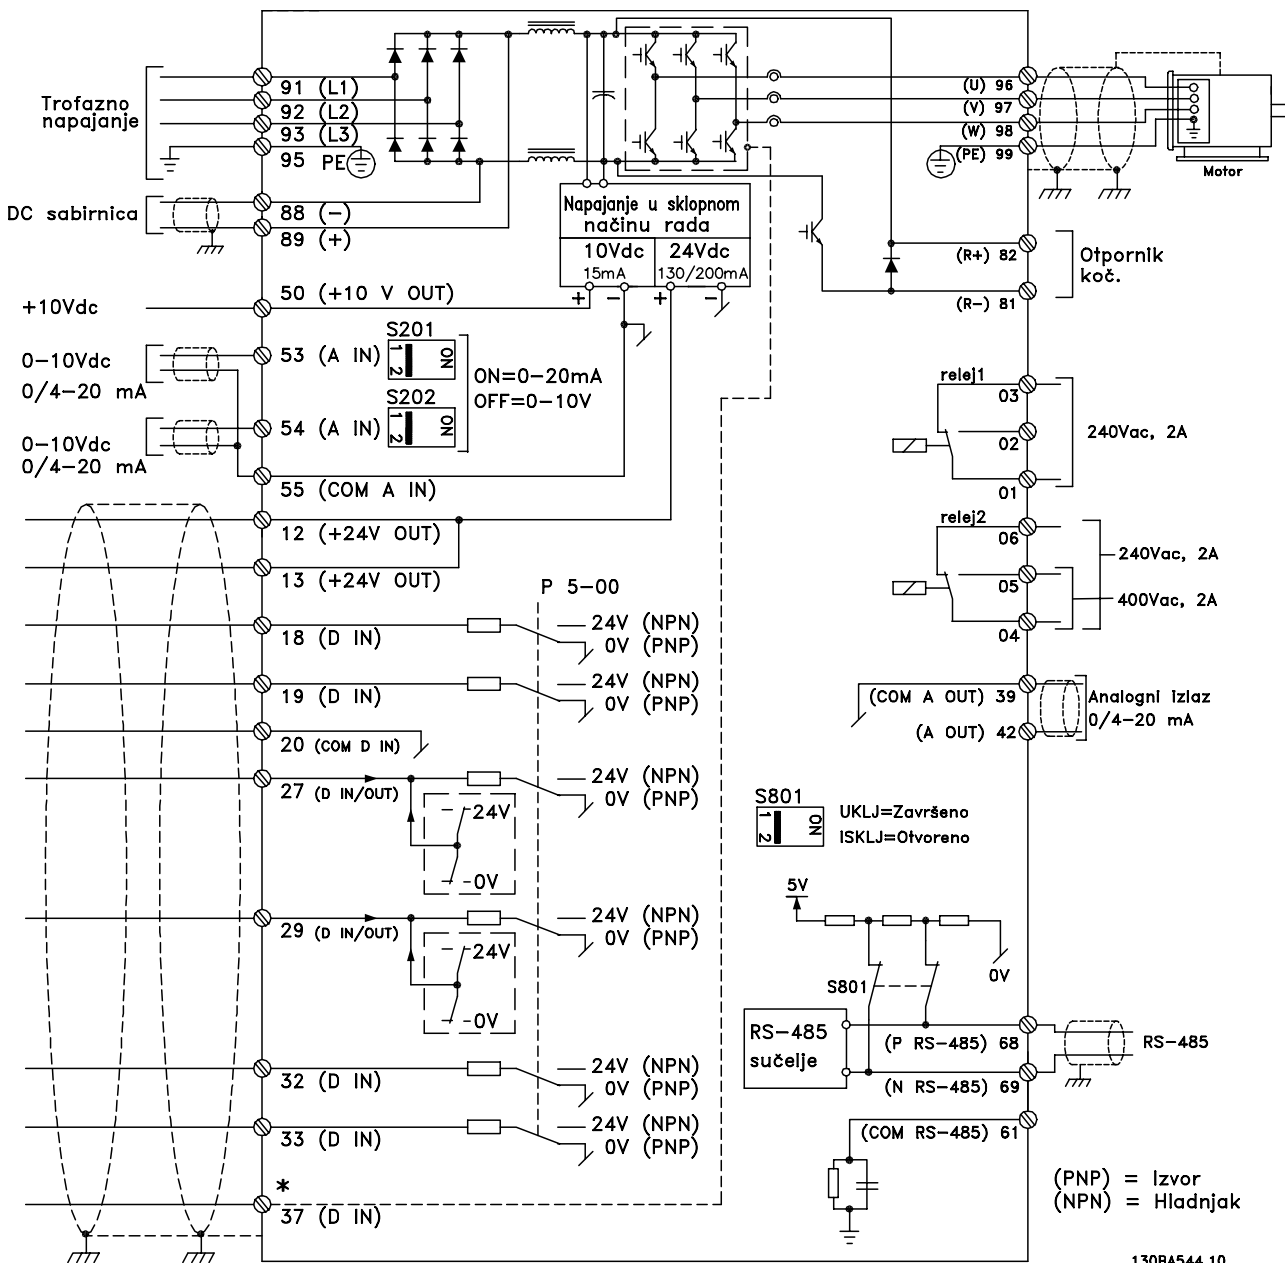 Trofazno
napajanje
91 (L1)
92 (L2)
93 (L3)
95 PE
DC sabirnica
88 (−)
89 (+)
+10Vdc
50 (+10 V OUT)
0−10Vdc
0/4−20 mA
53 (A IN)
S201
1 2 ON
ON=0−20mA
OFF=0−10V
S202
1 2 ON
0−10Vdc
0/4−20 mA
54 (A IN)
55 (COM A IN)
12 (+24V OUT)
13 (+24V OUT)
P 5-00
18 (D IN)
24V (NPN)
0V (PNP)
19 (D IN)
24V (NPN)
0V (PNP)
20 (COM D IN)
27 (D IN/OUT)
24V (NPN)
0V (PNP)
24V
0V
29 (D IN/OUT)
24V (NPN)
0V (PNP)
24V
0V
32 (D IN)
24V (NPN)
0V (PNP)
33 (D IN)
24V (NPN)
0V (PNP)
*
37 (D IN)
Napajanje u sklopnom
načinu rada
10Vdc
15mA
24Vdc
130/200mA
+ − + −
(U) 96
(V) 97
(W) 98
(PE) 99
Motor
(R+) 82
(R−) 81
Otpornik
koč.
relej1
03
02
01
240Vac, 2A
relej2
06
05
04
240Vac, 2A
400Vac, 2A
(COM A OUT) 39
(A OUT) 42
Analogni izlaz
0/4−20 mA
S801
1 2 ON
UKLJ=Završeno
ISKLJ=Otvoreno
5V
0V
S801
RS−485
sučelje
(P RS−485) 68
(N RS−485) 69
(COM RS−485) 61
RS−485
(PNP) = Izvor
(NPN) = Hladnjak
130BA544.10